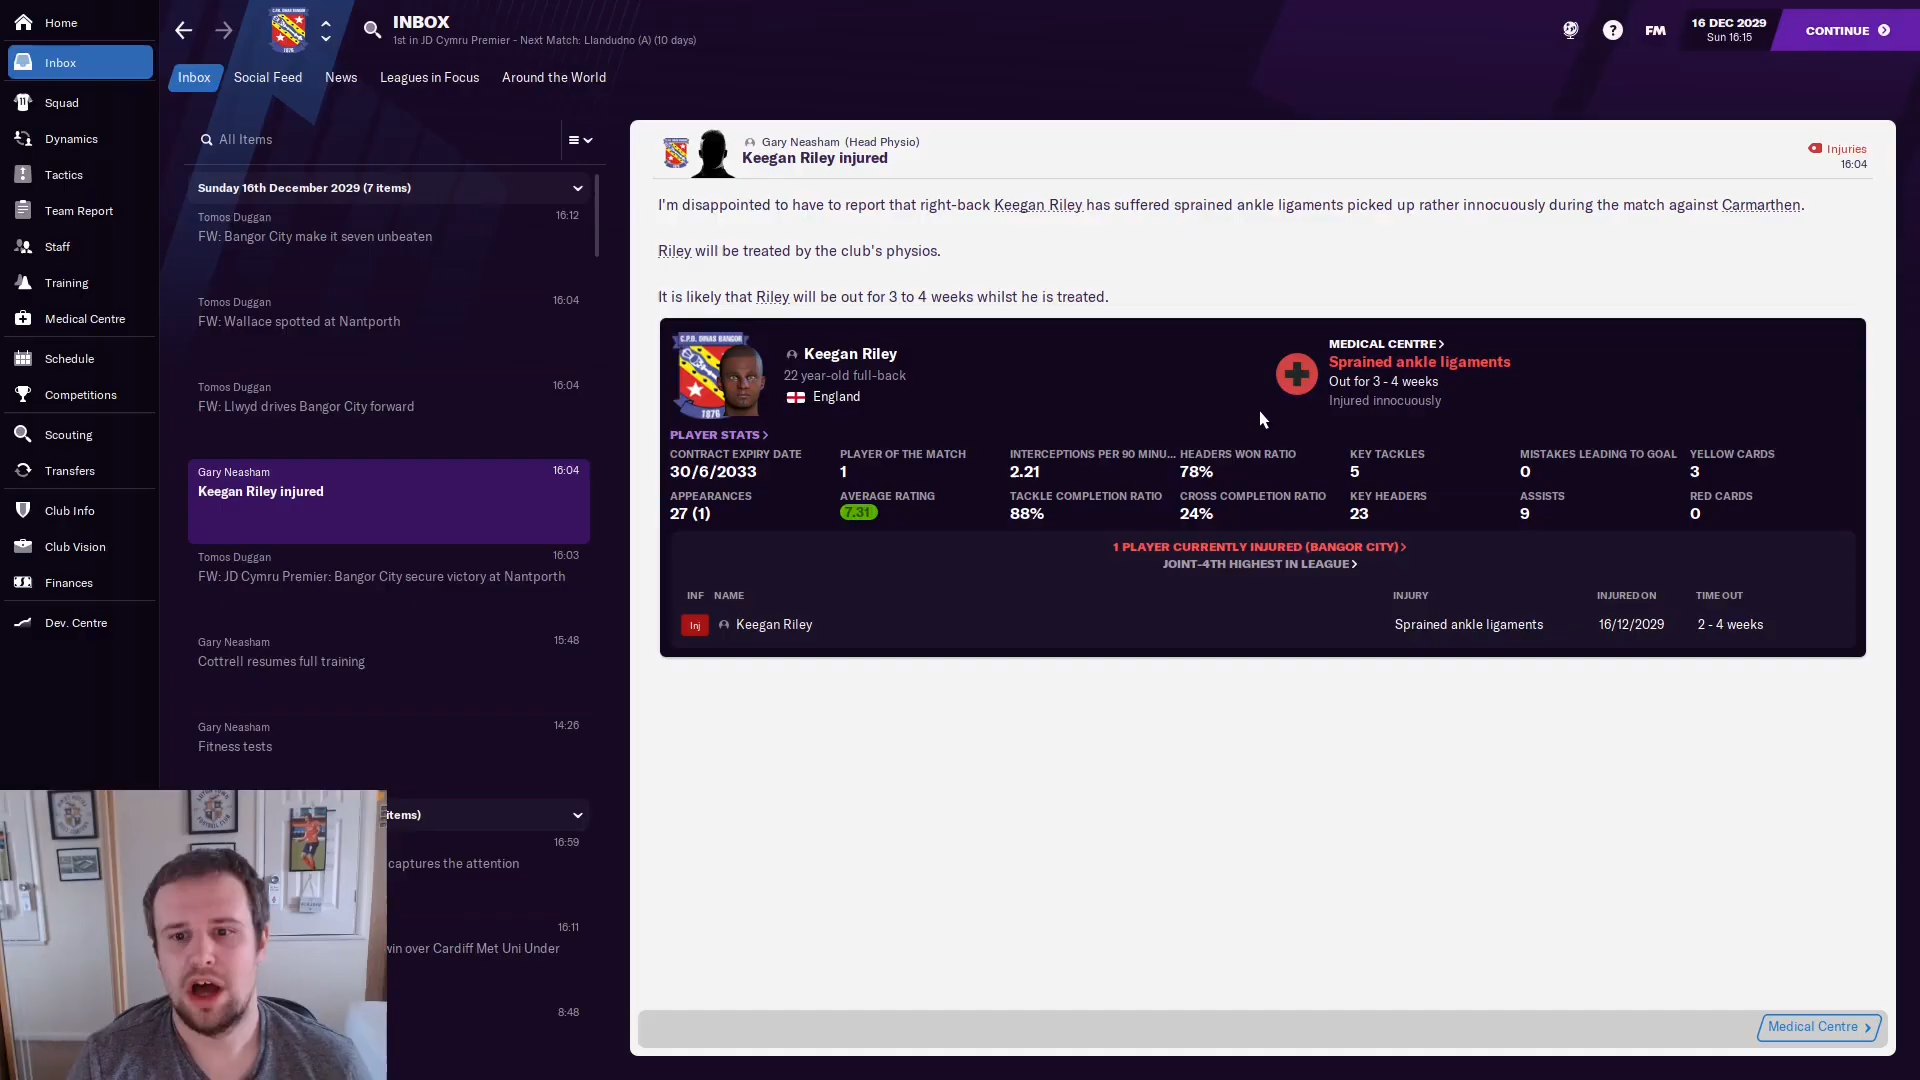 Home
Inbox
Squad
Dynamics
Tactics
Team Report
Staff
Training
Medical Centre
Schedule
Competitions
Scouting
Transfers
Club Info
Club Vision
Finances
Dev. Centre
INBOX
1st in JD Cymru Premier - Next Match: Llandudno (A) (10 days)
FM
16 DEC 2029
Sun 16:15
CONTINUE
Inbox
Social Feed
News
Leagues in Focus
Around the World
All Items
Sunday 16th December 2029 (7 items)
Tomos Duggan 16:12
FW: Bangor City make it seven unbeaten
Tomos Duggan 16:04
FW: Wallace spotted at Nantporth
Tomos Duggan 16:04
FW: Llwyd drives Bangor City forward
Gary Neasham 16:04
Keegan Riley injured
Tomos Duggan 16:03
FW: JD Cymru Premier: Bangor City secure victory at Nantporth
Gary Neasham 15:48
Cottrell resumes full training
Gary Neasham 14:26
Fitness tests
items)
16:59
captures the attention
16:11
win over Cardiff Met Uni Under
8:48
Gary Neasham (Head Physio)
Keegan Riley injured
Injuries
16:04
I'm disappointed to have to report that right-back Keegan Riley has suffered sprained ankle ligaments picked up rather innocuously during the match against Carmarthen.
Riley will be treated by the club's physios.
It is likely that Riley will be out for 3 to 4 weeks whilst he is treated.
C.P.D. DINAS BANGOR
1876
Keegan Riley
22 year-old full-back
England
MEDICAL CENTRE >
Sprained ankle ligaments
Out for 3 - 4 weeks
Injured innocuously
PLAYER STATS >
CONTRACT EXPIRY DATE PLAYER OF THE MATCH INTERCEPTIONS PER 90 MINU... HEADERS WON RATIO KEY TACKLES MISTAKES LEADING TO GOAL YELLOW CARDS
30/6/2033 1 2.21 78% 5 0 3
APPEARANCES AVERAGE RATING TACKLE COMPLETION RATIO CROSS COMPLETION RATIO KEY HEADERS ASSISTS RED CARDS
27 (1) 7.31 88% 24% 23 9 0
1 PLAYER CURRENTLY INJURED (BANGOR CITY) >
JOINT-4TH HIGHEST IN LEAGUE >
INF NAME INJURY INJURED ON TIME OUT
Inj Keegan Riley Sprained ankle ligaments 16/12/2029 2 - 4 weeks
Medical Centre >